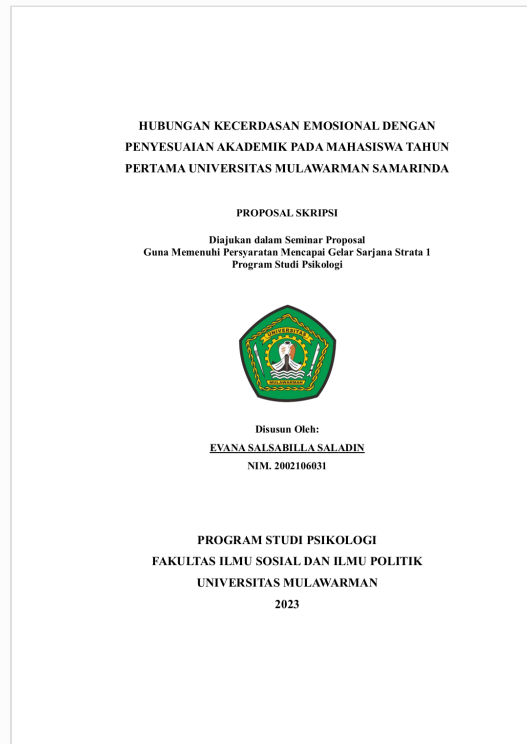 HUBUNGAN KECERDASAN EMOSIONAL DENGAN
PENYESUAIAN AKADEMIK PADA MAHASISWA TAHUN
PERTAMA UNIVERSITAS MULAWARMAN SAMARINDA
PROPOSAL SKRIPSI
Diajukan dalam Seminar Proposal
Guna Memenuhi Persyaratan Mencapai Gelar Sarjana Strata 1
Program Studi Psikologi
UNIVERSITAS
MULAWARMAN
Disusun Oleh:
EVANA SALSABILLA SALADIN
NIM. 2002106031
PROGRAM STUDI PSIKOLOGI
FAKULTAS ILMU SOSIAL DAN ILMU POLITIK
UNIVERSITAS MULAWARMAN
2023